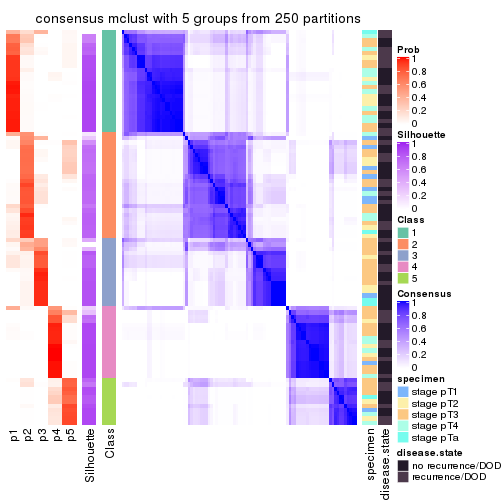 consensus mclust with 5 groups from 250 partitions
p1
p2
p3
p4
p5
Silhouette
Class
specimen
disease.state
Prob
1
0.8
0.6
0.4
0.2
0
Silhouette
1
0.8
0.6
0.4
0.2
0
Class
1
2
3
4
5
Consensus
1
0.8
0.6
0.4
0.2
0
specimen
stage pT1
stage pT2
stage pT3
stage pT4
stage pTa
disease.state
no recurrence/DOD
recurrence/DOD